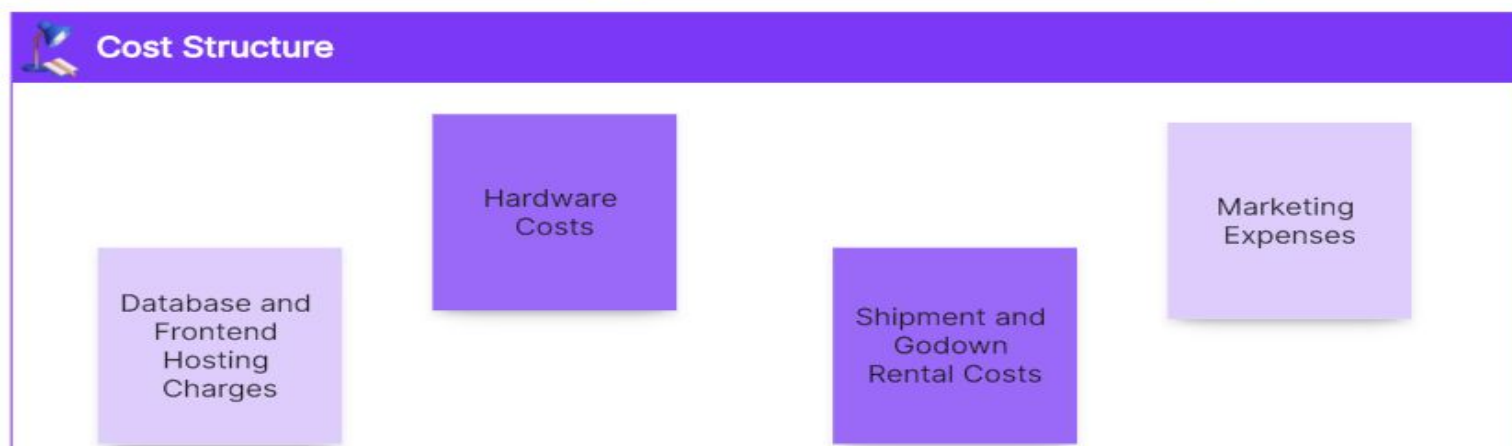 Cost Structure
Hardware
Costs
Marketing
Expenses
Database and
Frontend
Hosting
Charges
Shipment and
Godown
Rental Costs